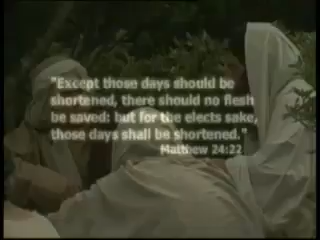 "Except those days should be
shortened, there should no flesh
be saved: but for the elects sake,
those days shall be shortened."
Matthew 24:22